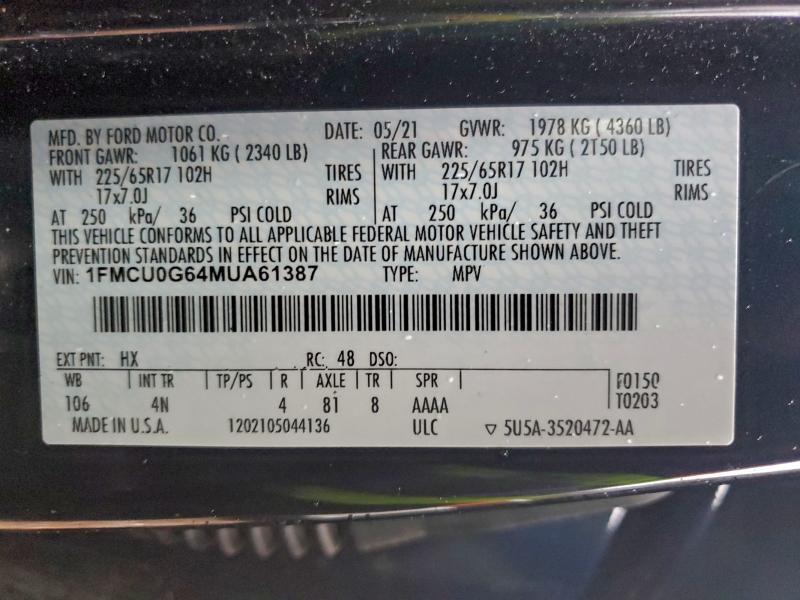 MFD. BY FORD MOTOR CO. DATE: 05/21 GVWR: 1978 KG ( 4360 LB)
FRONT GAWR: 1061 KG ( 2340 LB) REAR GAWR: 975 KG ( 2150 LB)
WITH 225/65R17 102H TIRES WITH 225/65R17 102H TIRES
17x7.0J RIMS 17x7.0J RIMS
AT 250 kPa/ 36 PSI COLD AT 250 kPa/ 36 PSI COLD
THIS VEHICLE CONFORMS TO ALL APPLICABLE FEDERAL MOTOR VEHICLE SAFETY AND THEFT
PREVENTION STANDARDS IN EFFECT ON THE DATE OF MANUFACTURE SHOWN ABOVE.
VIN: 1FMCU0G64MUA61387 TYPE: MPV
EXT PNT: HX RC: 48 DSO:
WB INT TR TP/PS R AXLE TR SPR F0150
106 4N 4 81 8 AAAA T0203
MADE IN U.S.A. 1202105044136 ULC ▽ 5U5A-3520472-AA